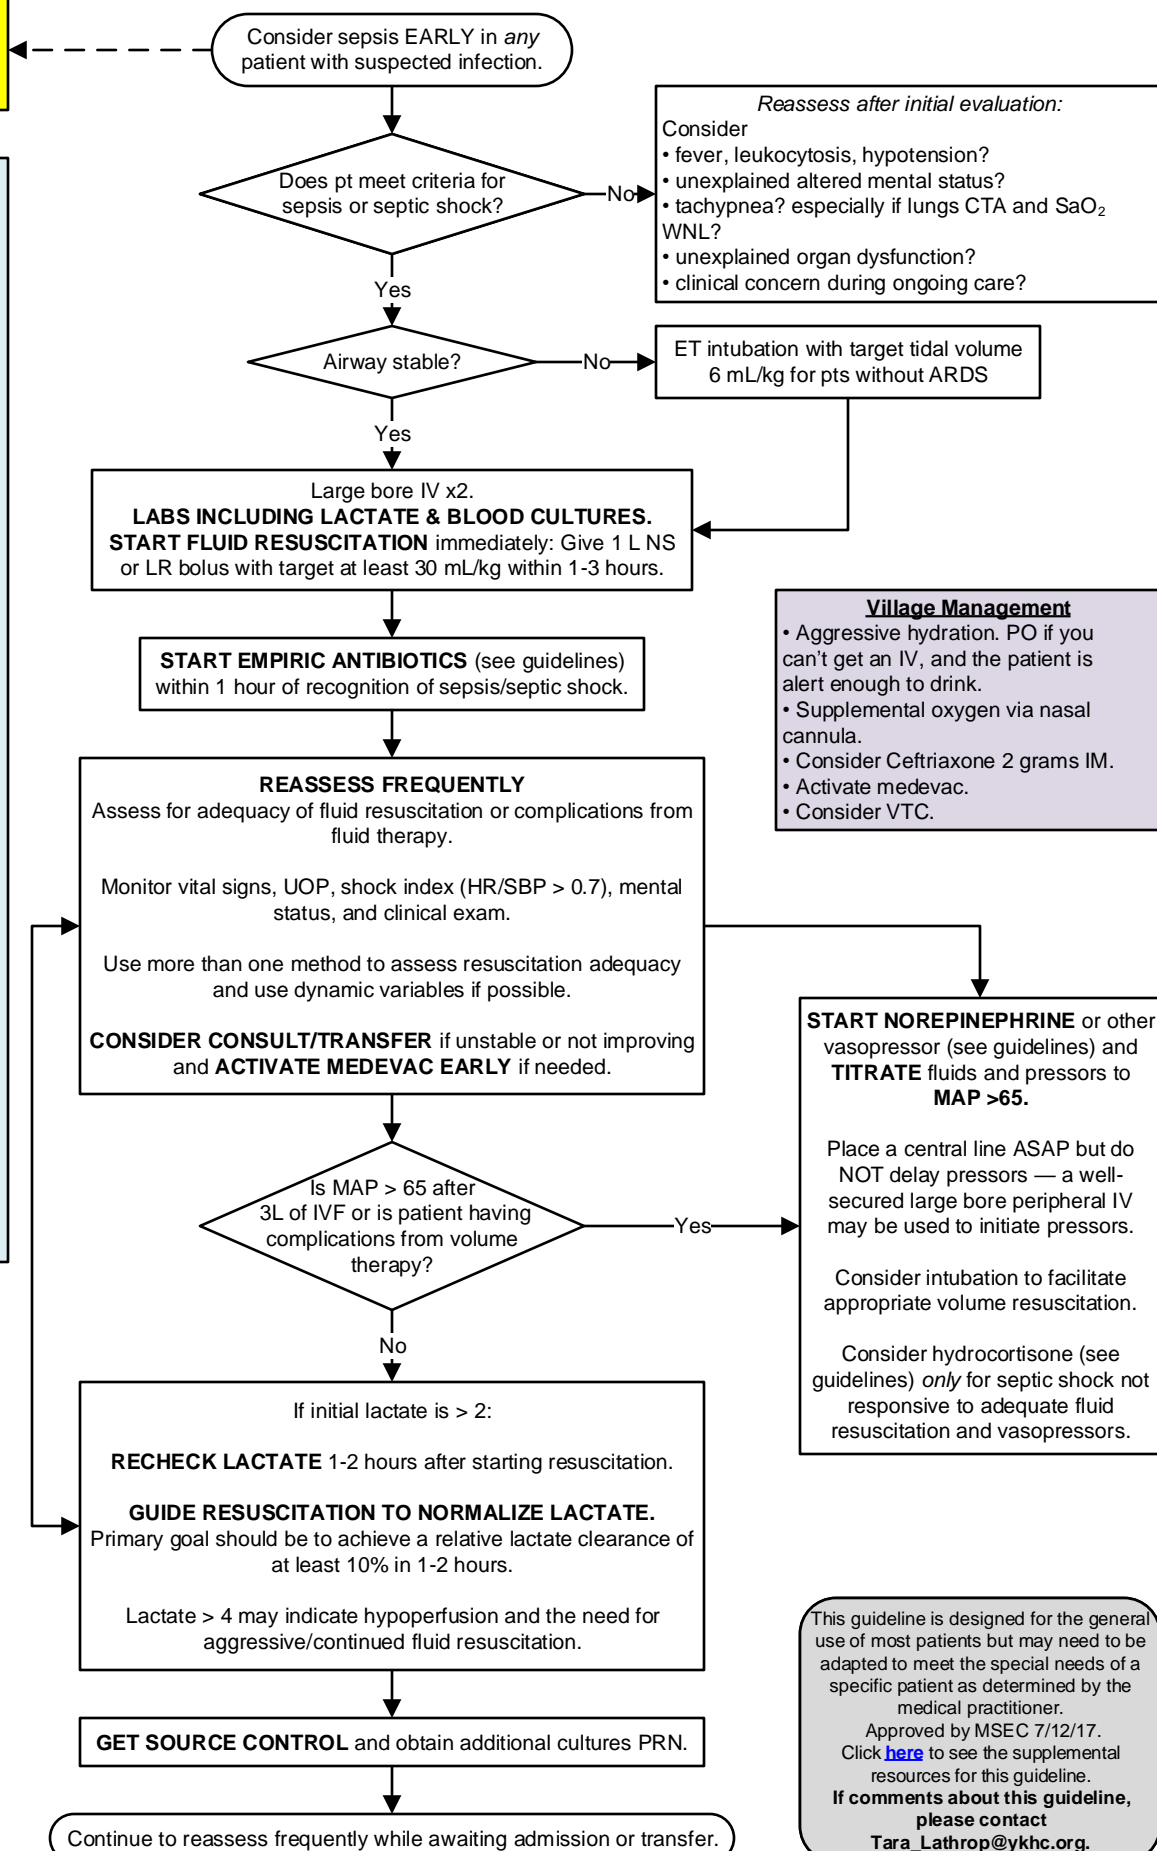 Consider sepsis EARLY in any
patient with suspected infection.
Reassess after initial evaluation:
Consider
• fever, leukocytosis, hypotension?
• unexplained altered mental status?
• tachypnea? especially if lungs CTA and SaO₂
WNL?
• unexplained organ dysfunction?
• clinical concern during ongoing care?
Does pt meet criteria for
sepsis or septic shock?
No
Yes
Airway stable?
No
ET intubation with target tidal volume
6 mL/kg for pts without ARDS
Yes
Large bore IV x2.
LABS INCLUDING LACTATE & BLOOD CULTURES.
START FLUID RESUSCITATION immediately: Give 1 L NS
or LR bolus with target at least 30 mL/kg within 1-3 hours.
Village Management
• Aggressive hydration. PO if you
can't get an IV, and the patient is
alert enough to drink.
• Supplemental oxygen via nasal
cannula.
• Consider Ceftriaxone 2 grams IM.
• Activate medevac.
• Consider VTC.
START EMPIRIC ANTIBIOTICS (see guidelines)
within 1 hour of recognition of sepsis/septic shock.
REASSESS FREQUENTLY
Assess for adequacy of fluid resuscitation or complications from
fluid therapy.
Monitor vital signs, UOP, shock index (HR/SBP > 0.7), mental
status, and clinical exam.
Use more than one method to assess resuscitation adequacy
and use dynamic variables if possible.
CONSIDER CONSULT/TRANSFER if unstable or not improving
and ACTIVATE MEDEVAC EARLY if needed.
START NOREPINEPHRINE or other
vasopressor (see guidelines) and
TITRATE fluids and pressors to
MAP >65.
Place a central line ASAP but do
NOT delay pressors — a well-
secured large bore peripheral IV
may be used to initiate pressors.
Consider intubation to facilitate
appropriate volume resuscitation.
Consider hydrocortisone (see
guidelines) only for septic shock not
responsive to adequate fluid
resuscitation and vasopressors.
Is MAP > 65 after
3L of IVF or is patient having
complications from volume
therapy?
Yes
No
If initial lactate is > 2:
RECHECK LACTATE 1-2 hours after starting resuscitation.
GUIDE RESUSCITATION TO NORMALIZE LACTATE.
Primary goal should be to achieve a relative lactate clearance of
at least 10% in 1-2 hours.
Lactate > 4 may indicate hypoperfusion and the need for
aggressive/continued fluid resuscitation.
GET SOURCE CONTROL and obtain additional cultures PRN.
Continue to reassess frequently while awaiting admission or transfer.
This guideline is designed for the general
use of most patients but may need to be
adapted to meet the special needs of a
specific patient as determined by the
medical practitioner.
Approved by MSEC 7/12/17.
Click here to see the supplemental
resources for this guideline.
If comments about this guideline,
please contact
Tara_Lathrop@ykhc.org.